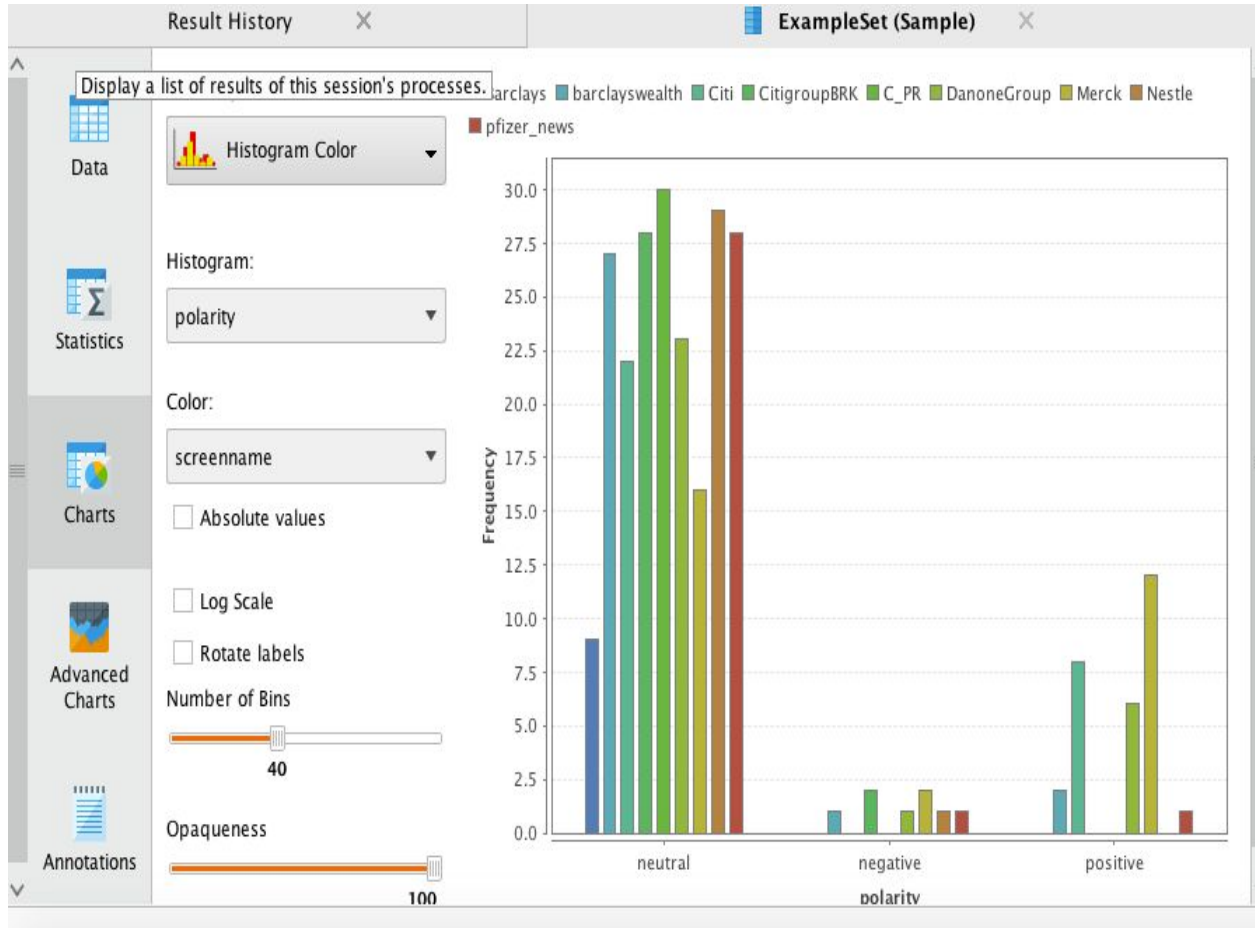 Result History
ExampleSet (Sample)
Display a list of results of this session's processes.
arclays barclayswealth Citi CitigroupBRK C_PR DanoneGroup Merck Nestle
pfizer_news
Data
Statistics
Charts
Advanced
Charts
Annotations
Histogram Color
Histogram:
polarity
Color:
screenname
Absolute values
Log Scale
Rotate labels
Number of Bins
40
Opaqueness
100
Frequency
30.0
27.5
25.0
22.5
20.0
17.5
15.0
12.5
10.0
7.5
5.0
2.5
0.0
neutral negative positive
polarity